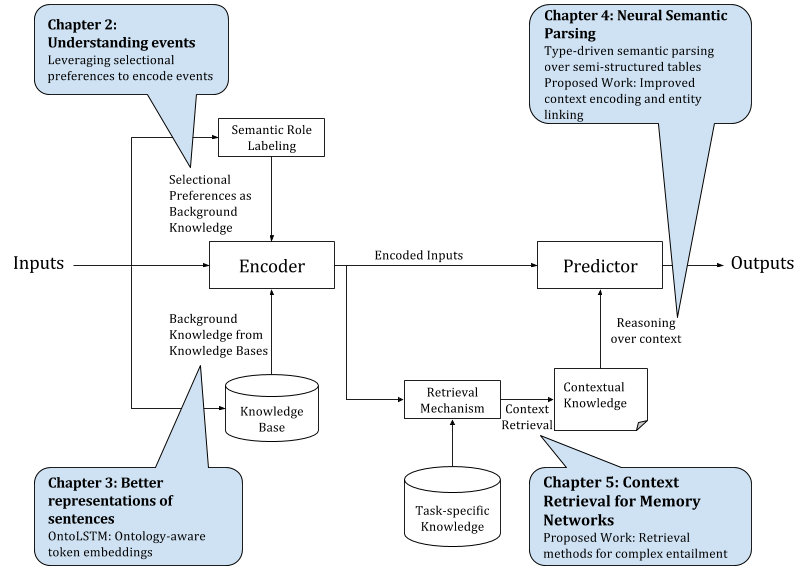 Chapter 2:
Understanding events
Leveraging selectional
preferences to encode events
Chapter 4: Neural Semantic
Parsing
Type-driven semantic parsing
over semi-structured tables
Proposed Work: Improved
context encoding and entity
linking
Semantic Role
Labeling
Selectional
Preferences as
Background
Knowledge
Inputs
Encoder
Encoded Inputs
Predictor
Outputs
Background
Knowledge from
Knowledge Bases
Reasoning
over context
Knowledge
Base
Retrieval
Mechanism
Context
Retrieval
Contextual
Knowledge
Task-specific
Knowledge
Chapter 3: Better
representations of
sentences
OntoLSTM: Ontology-aware
token embeddings
Chapter 5: Context
Retrieval for Memory
Networks
Proposed Work: Retrieval
methods for complex entailment